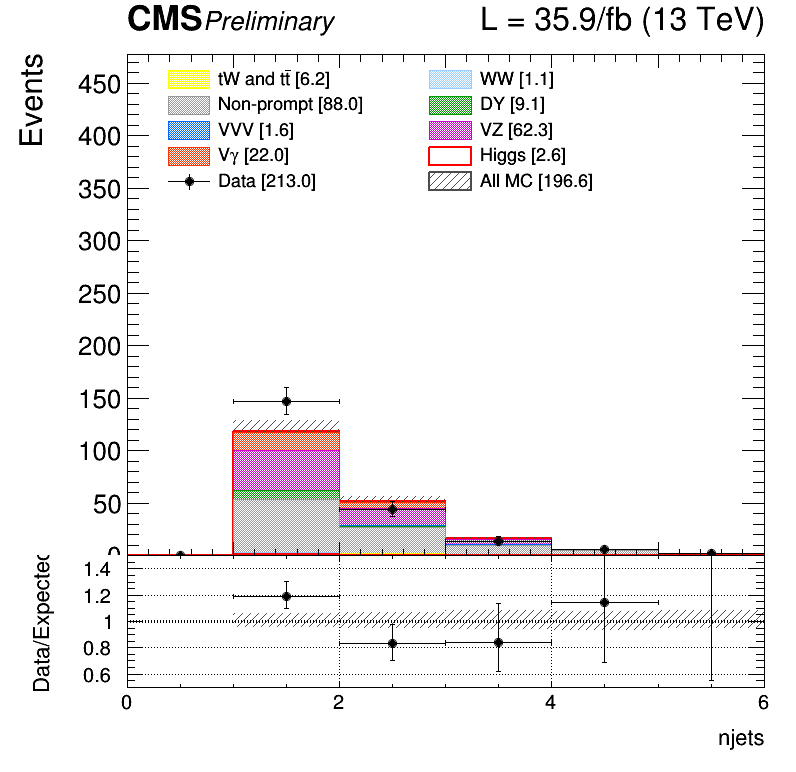 CMS Preliminary L = 35.9/fb (13 TeV)
Events
450
400
350
300
250
200
150
100
50
0
tW and tt̄ [6.2]
Non-prompt [88.0]
VVV [1.6]
Vγ [22.0]
Data [213.0]
WW [1.1]
DY [9.1]
VZ [62.3]
Higgs [2.6]
All MC [196.6]
Data/Expected
1.4
1.2
1
0.8
0.6
0 2 4 6
njets